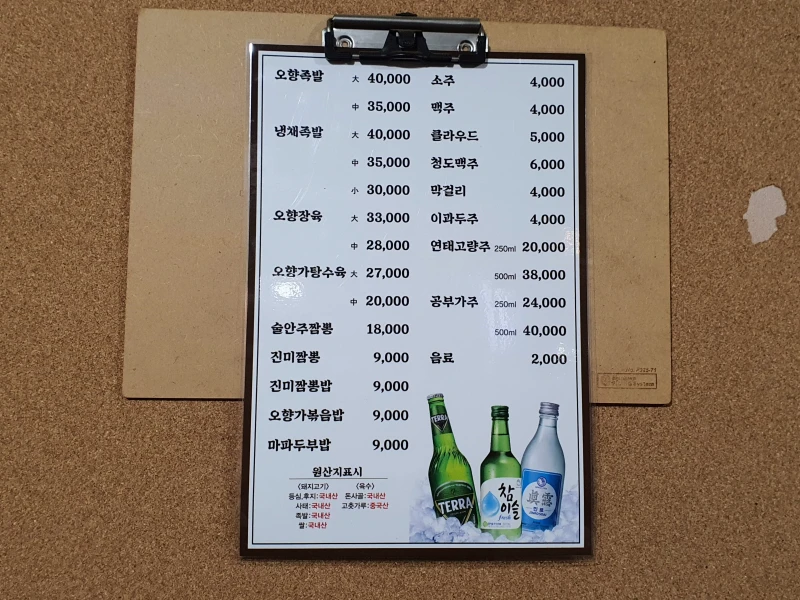 오향족발 大 40,000
中 35,000
냉채족발 大 40,000
中 35,000
小 30,000
오향장육 大 33,000
中 28,000
오향가탕수육 大 27,000
中 20,000
술안주짬뽕 18,000
진미짬뽕 9,000
진미짬뽕밥 9,000
오향가볶음밥 9,000
마파두부밥 9,000
소주 4,000
맥주 4,000
클라우드 5,000
청도맥주 6,000
막걸리 4,000
이과두주 4,000
연태고량주 250ml 20,000
500ml 38,000
공부가주 250ml 24,000
500ml 40,000
음료 2,000
원산지표시
<돼지고기>
등심,후지:국내산
사태:국내산
족발:국내산
쌀:국내산
<육수>
돈사골:국내산
고춧가루:중국산
TERRA
TERRA
참
이슬
fresh
眞露
진로